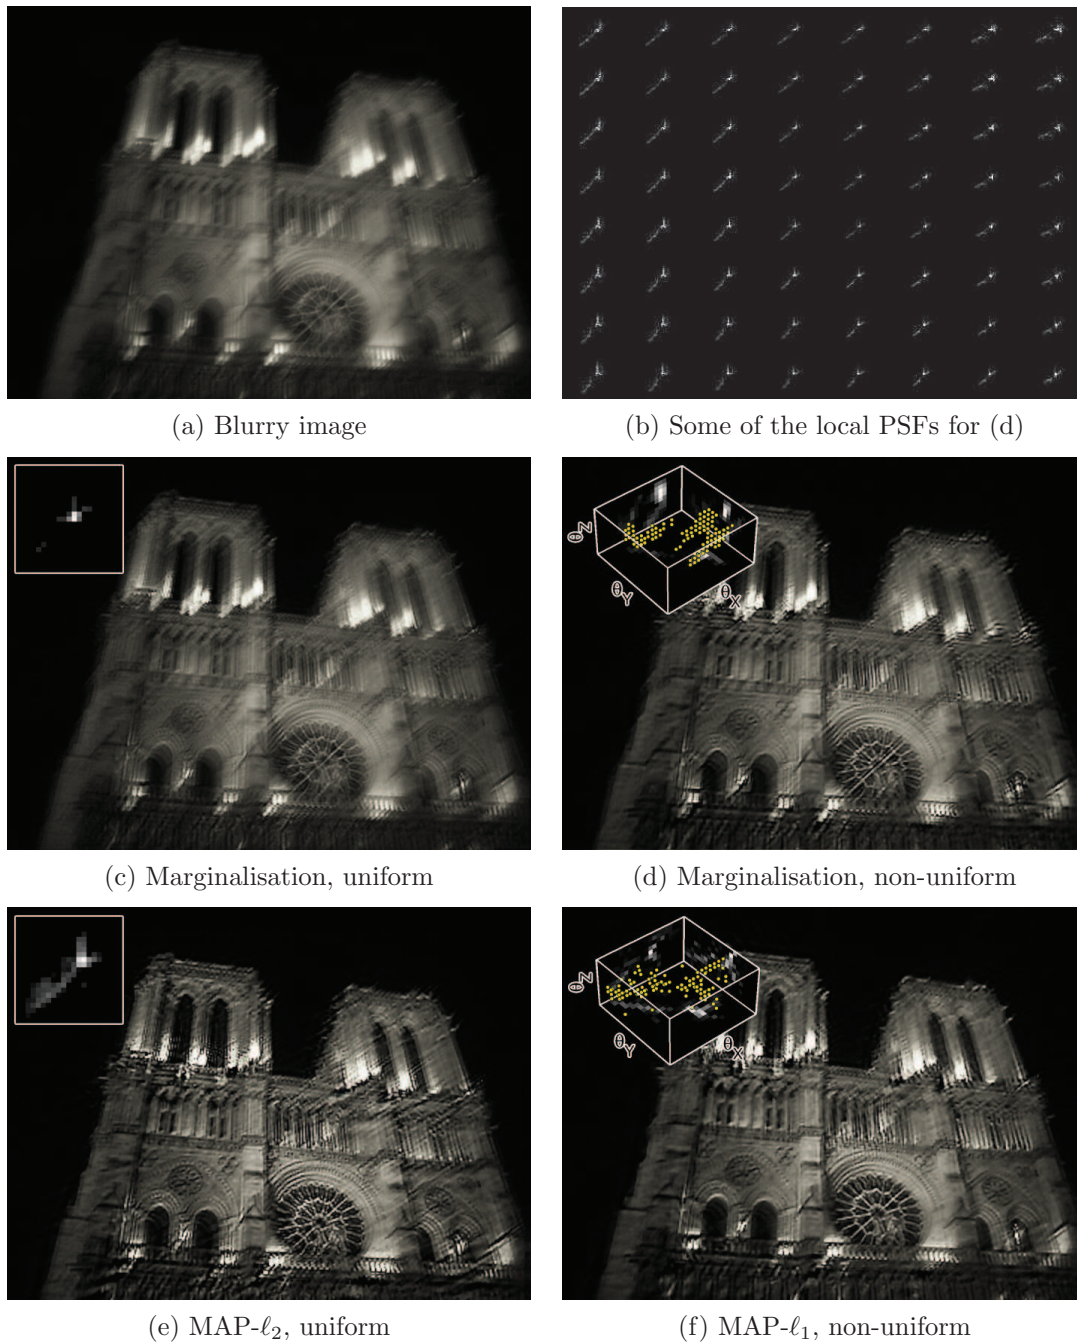 (a) Blurry image
(b) Some of the local PSFs for (d)
θZ
θY
θX
(c) Marginalisation, uniform
(d) Marginalisation, non-uniform
θZ
θY
θX
(e) MAP-ℓ2, uniform
(f) MAP-ℓ1, non-uniform